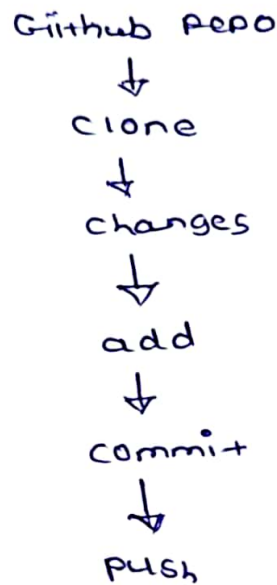 Github repo
↓
clone
↓
changes
↓
add
↓
commit
↓
push